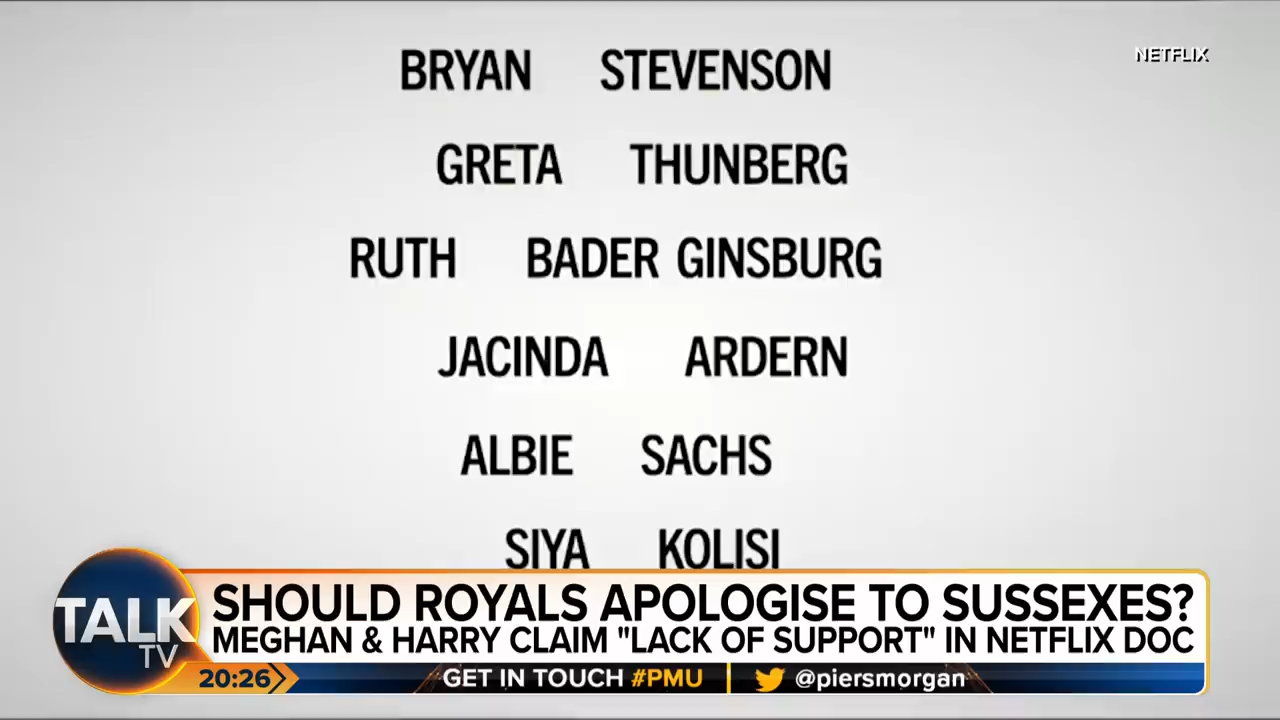 NETFLIX
BRYAN STEVENSON
GRETA THUNBERG
RUTH BADER GINSBURG
JACINDA ARDERN
ALBIE SACHS
SIYA KOLISI
TALK TV
SHOULD ROYALS APOLOGISE TO SUSSEXES?
MEGHAN & HARRY CLAIM "LACK OF SUPPORT" IN NETFLIX DOC
20:26 GET IN TOUCH #PMU @piersmorgan